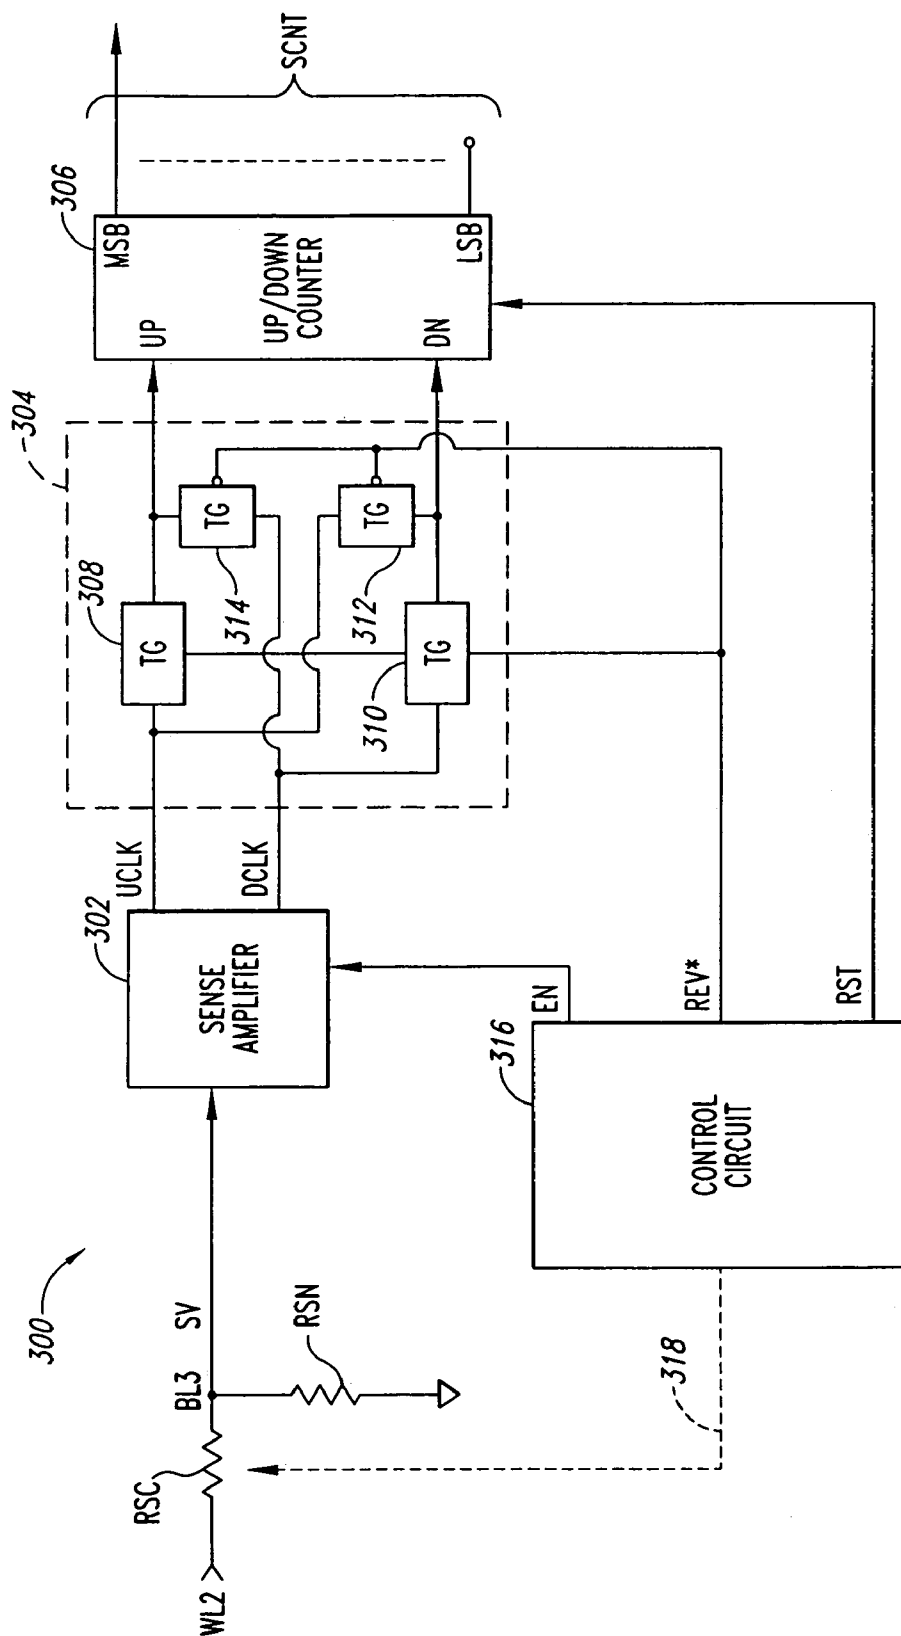 300
WL2
RSC
BL3
SV
RSN
318
302
SENSE
AMPLIFIER
UCLK
DCLK
304
308
TG
314
TG
312
TG
310
TG
306
UP
MSB
UP/DOWN
COUNTER
DN
LSB
SCNT
316
CONTROL
CIRCUIT
EN
REV*
RST